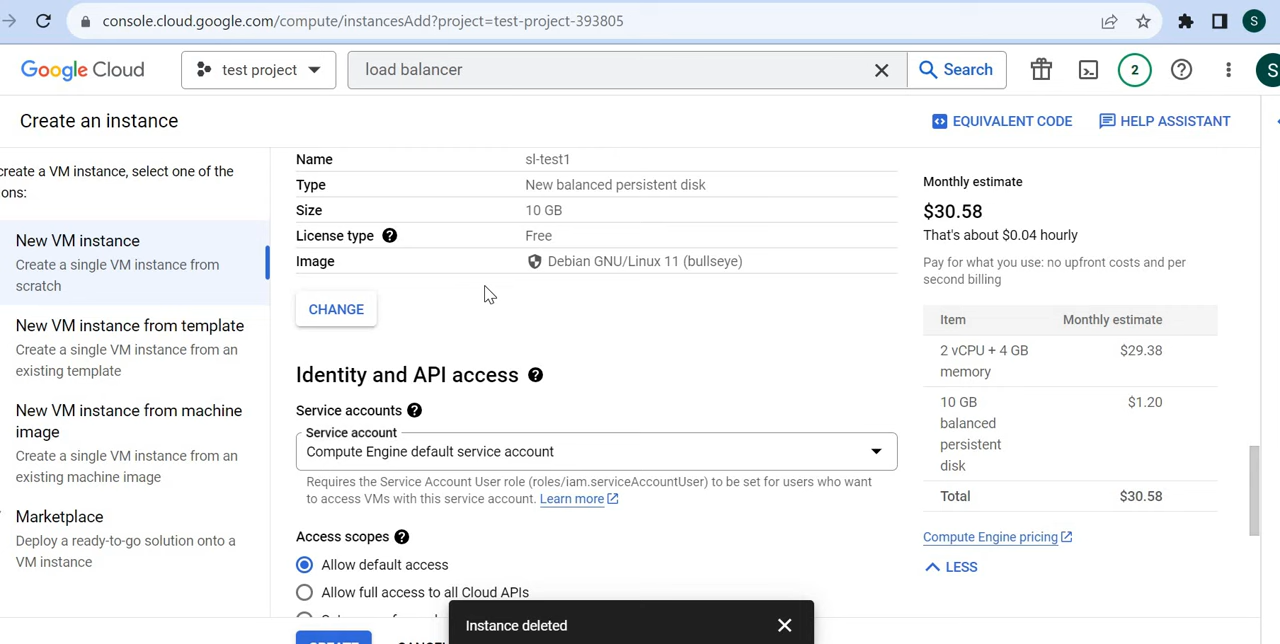 console.cloud.google.com/compute/instancesAdd?project=test-project-393805
S
Google Cloud
test project
load balancer
Search
2
S
Create an instance
EQUIVALENT CODE
HELP ASSISTANT
create a VM instance, select one of the
ons:
New VM instance
Create a single VM instance from
scratch
New VM instance from template
Create a single VM instance from an
existing template
New VM instance from machine
image
Create a single VM instance from an
existing machine image
Marketplace
Deploy a ready-to-go solution onto a
VM instance
Name sl-test1
Type New balanced persistent disk
Size 10 GB
License type Free
Image Debian GNU/Linux 11 (bullseye)
CHANGE
Identity and API access
Service accounts
Service account
Compute Engine default service account
Requires the Service Account User role (roles/iam.serviceAccountUser) to be set for users who want
to access VMs with this service account. Learn more
Access scopes
Allow default access
Allow full access to all Cloud APIs
CREATE
CANCEL
Instance deleted
Monthly estimate
$30.58
That's about $0.04 hourly
Pay for what you use: no upfront costs and per
second billing
Item Monthly estimate
2 vCPU + 4 GB $29.38
memory
10 GB $1.20
balanced
persistent
disk
Total $30.58
Compute Engine pricing
LESS